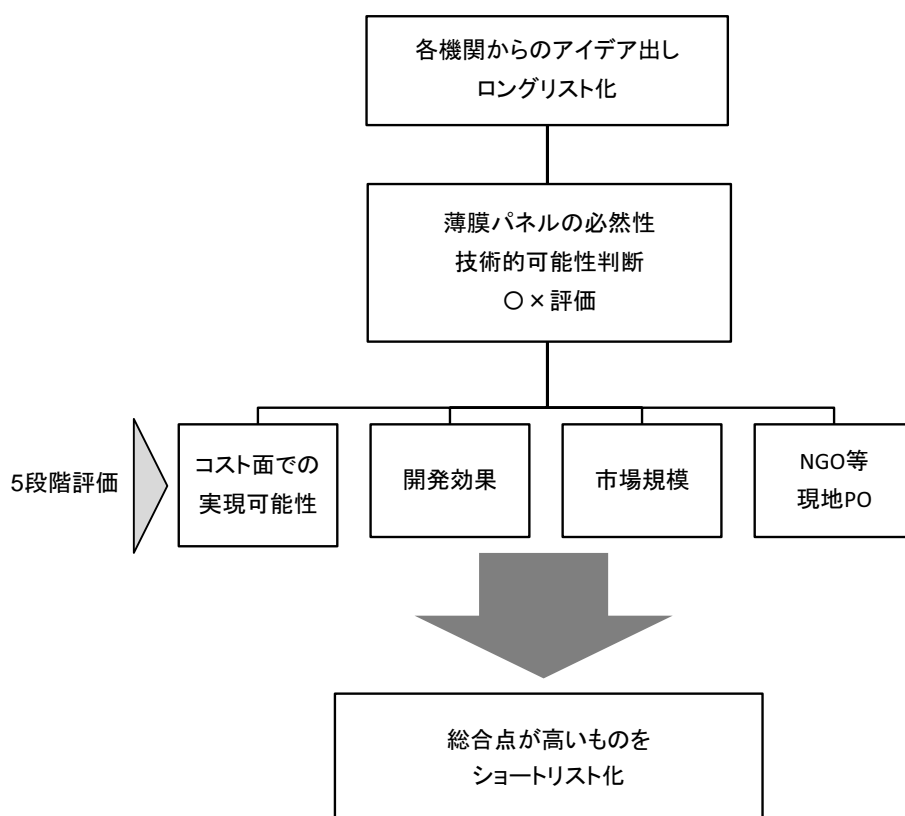 各機関からのアイデア出し
ロングリスト化
薄膜パネルの必然性
技術的可能性判断
〇×評価
5段階評価
コスト面での
実現可能性
開発効果
市場規模
NGO等
現地PO
総合点が高いものを
ショートリスト化